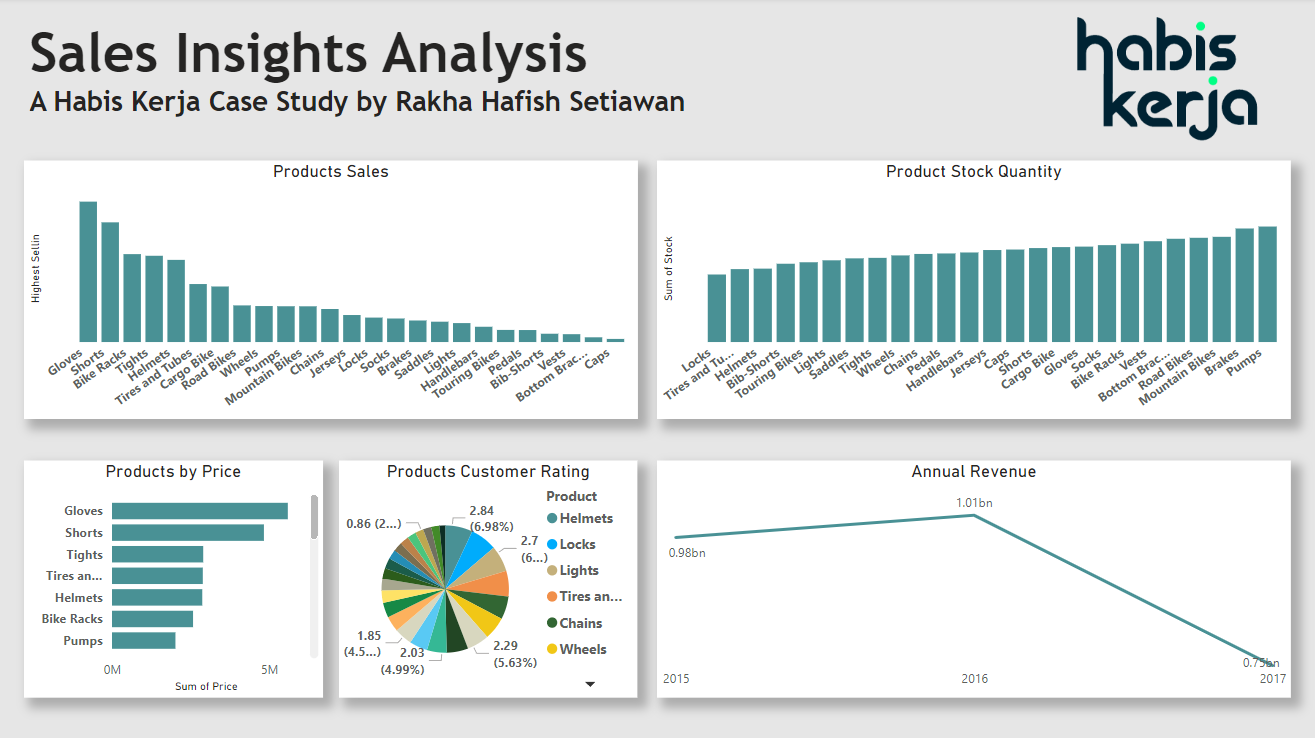 Sales Insights Analysis
A Habis Kerja Case Study by Rakha Hafish Setiawan
habis
kerja
Products Sales
Highest Sellin
Gloves
Shorts
Bike Racks
Tights
Helmets
Tires and Tubes
Cargo Bike
Road Bikes
Wheels
Pumps
Mountain Bikes
Chains
Jerseys
Locks
Socks
Brakes
Saddles
Lights
Handlebars
Touring Bikes
Pedals
Bib-Shorts
Vests
Bottom Brac...
Caps
Product Stock Quantity
Sum of Stock
Locks
Tires and Tu...
Helmets
Bib-Shorts
Touring Bikes
Lights
Saddles
Tights
Wheels
Chains
Pedals
Handlebars
Jerseys
Caps
Shorts
Cargo Bike
Gloves
Socks
Bike Racks
Vests
Bottom Brac...
Road Bikes
Mountain Bikes
Brakes
Pumps
Products by Price
Gloves
Shorts
Tights
Tires an...
Helmets
Bike Racks
Pumps
0M 5M
Sum of Price
Products Customer Rating
2.84
(6.98%)
2.7
(6...)
2.29
(5.63%)
2.03
(4.99%)
1.85
(4.5...)
0.86 (2...)
Product
Helmets
Locks
Lights
Tires an...
Chains
Wheels
Annual Revenue
0.98bn
1.01bn
0.75bn
2015 2016 2017